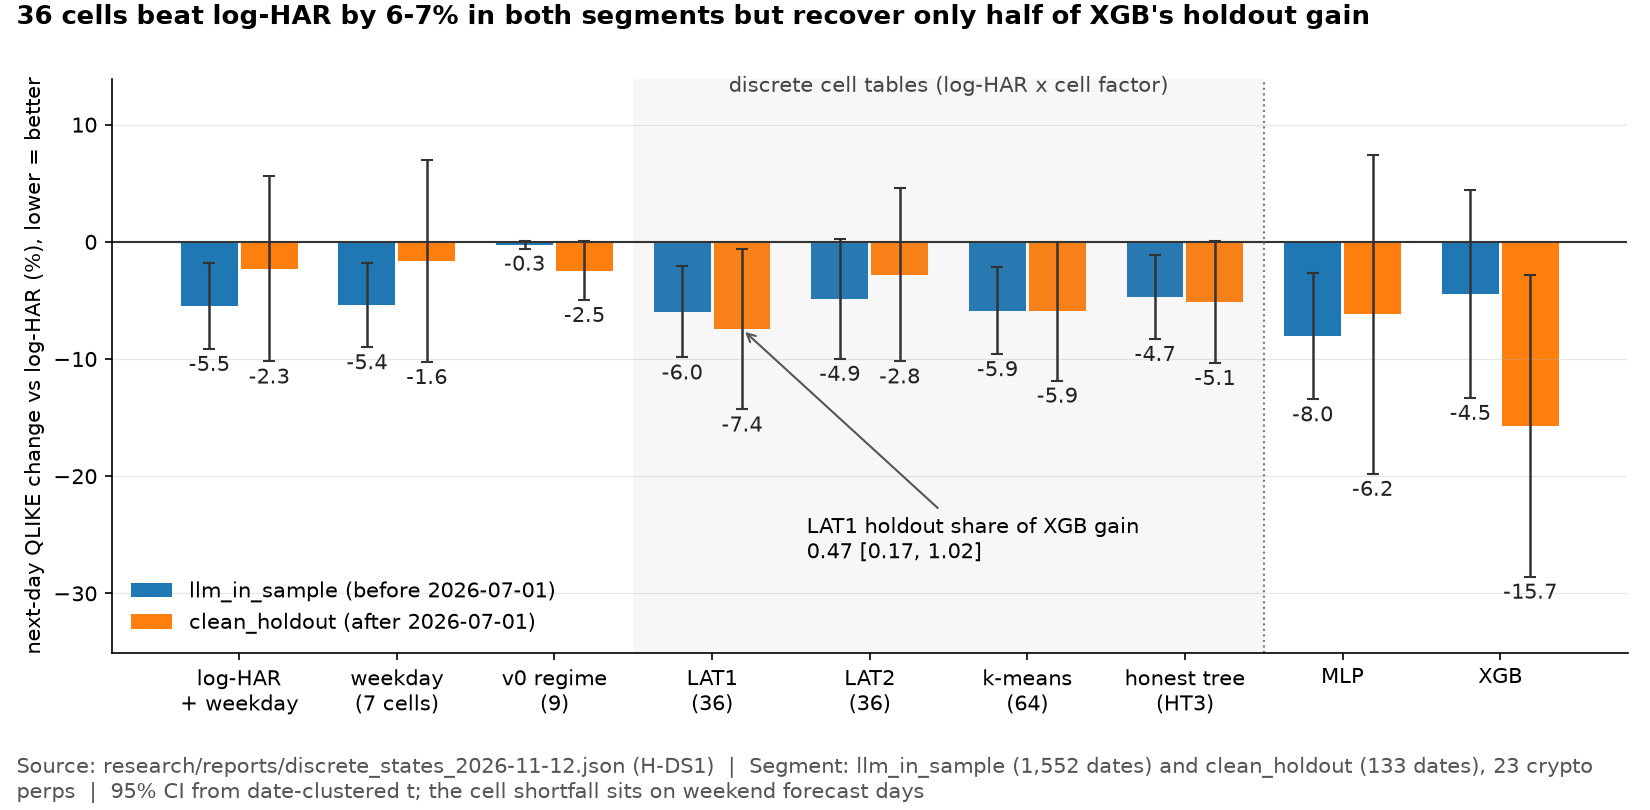 36 cells beat log-HAR by 6-7% in both segments but recover only half of XGB's holdout gain
next-day QLIKE change vs log-HAR (%), lower = better
discrete cell tables (log-HAR x cell factor)
10
0
−10
−20
−30
-5.5
-2.3
-5.4
-1.6
-0.3
-2.5
-6.0
-7.4
-4.9
-2.8
-5.9
-5.9
-4.7
-5.1
-8.0
-6.2
-4.5
-15.7
LAT1 holdout share of XGB gain
0.47 [0.17, 1.02]
llm_in_sample (before 2026-07-01)
clean_holdout (after 2026-07-01)
log-HAR
+ weekday
weekday
(7 cells)
v0 regime
(9)
LAT1
(36)
LAT2
(36)
k-means
(64)
honest tree
(HT3)
MLP
XGB
Source: research/reports/discrete_states_2026-11-12.json (H-DS1) | Segment: llm_in_sample (1,552 dates) and clean_holdout (133 dates), 23 crypto
perps | 95% CI from date-clustered t; the cell shortfall sits on weekend forecast days